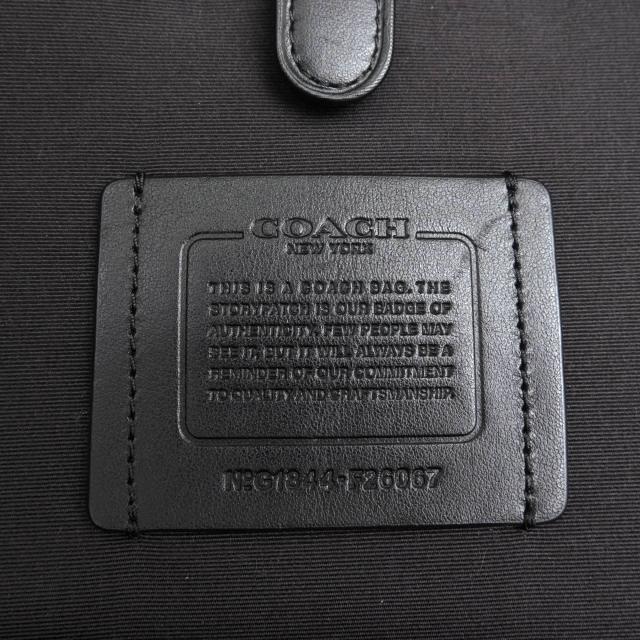 COACH
NEW YORK
THIS IS A COACH BAG. THE
STORYPATCH IS OUR BADGE OF
AUTHENTICITY. FEW PEOPLE MAY
SEE IT, BUT IT WILL ALWAYS BE A
REMINDER OF OUR COMMITMENT
TO QUALITY AND CRAFTSMANSHIP.
Nº.G1844-F26067